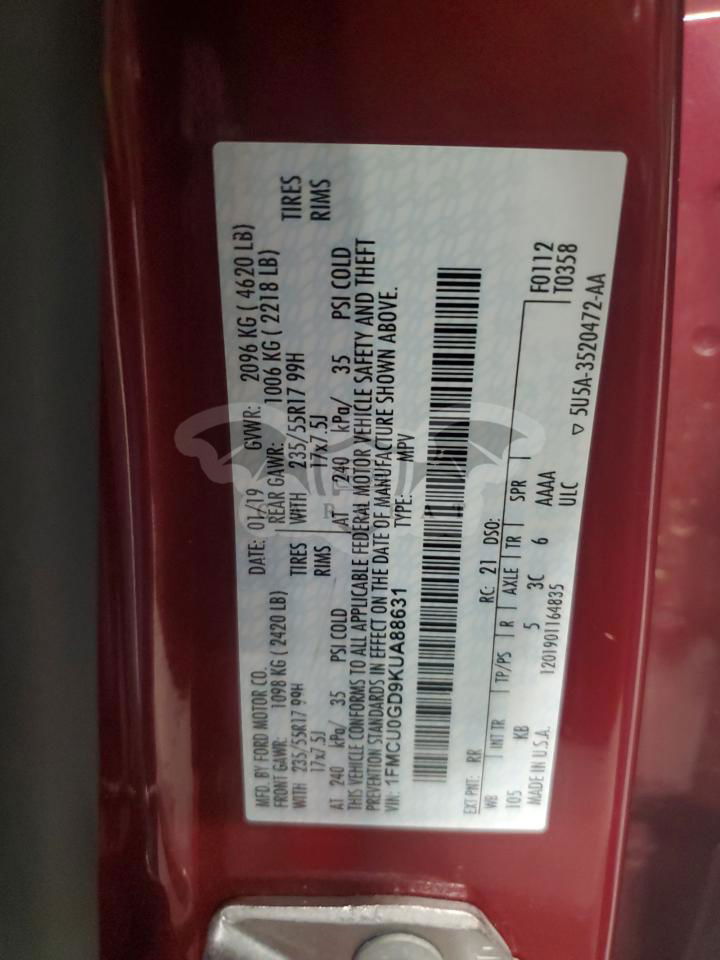 MFD. BY FORD MOTOR CO.
DATE: 01/19 GVWR: 2096 KG ( 4620 LB)
FRONT GAWR: 1098 KG ( 2420 LB) REAR GAWR: 1006 KG ( 2218 LB)
WITH 235/55R17 99H TIRES WITH 235/55R17 99H TIRES
17x7.5J RIMS 17x7.5J RIMS
AT 240 kPa/ 35 PSI COLD AT 240 kPa/ 35 PSI COLD
THIS VEHICLE CONFORMS TO ALL APPLICABLE FEDERAL MOTOR VEHICLE SAFETY AND THEFT
PREVENTION STANDARDS IN EFFECT ON THE DATE OF MANUFACTURE SHOWN ABOVE.
VIN: 1FMCU0GD9KUA88631 TYPE: MPV
EXT PNT: RR RC: 21 DSO:
WB INT TR TP/PS R AXLE TR SPR F0112
105 KB 5 3C 6 AAAA T0358
MADE IN U.S.A. 1201901164835 ULC
5U5A-3520472-AA